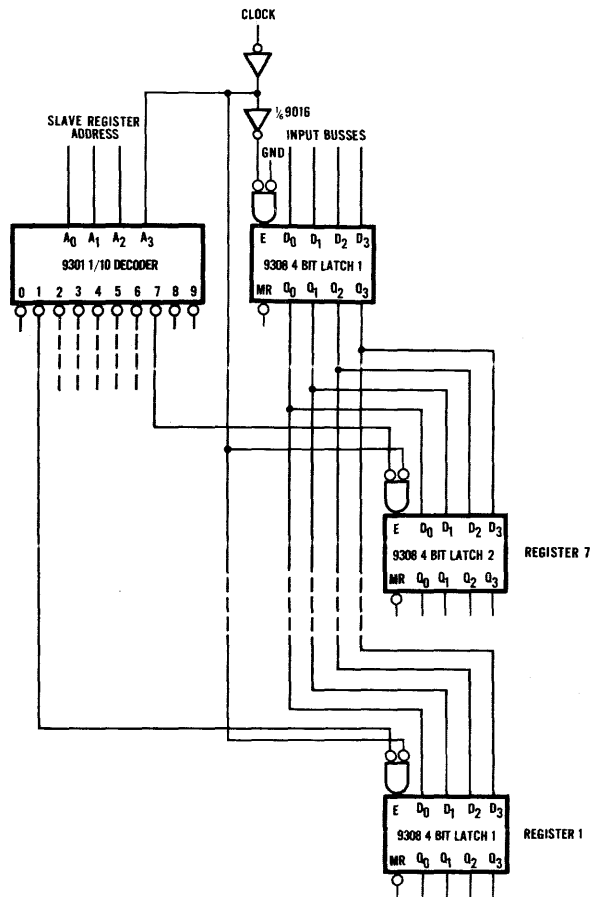 CLOCK
1/6 9016
SLAVE REGISTER
ADDRESS
INPUT BUSSES
GND
A0 A1 A2 A3
9301 1/10 DECODER
0 1 2 3 4 5 6 7 8 9
E D0 D1 D2 D3
9308 4 BIT LATCH 1
MR Q0 Q1 Q2 Q3
E D0 D1 D2 D3
9308 4 BIT LATCH 2
MR Q0 Q1 Q2 Q3
REGISTER 7
E D0 D1 D2 D3
9308 4 BIT LATCH 1
MR Q0 Q1 Q2 Q3
REGISTER 1